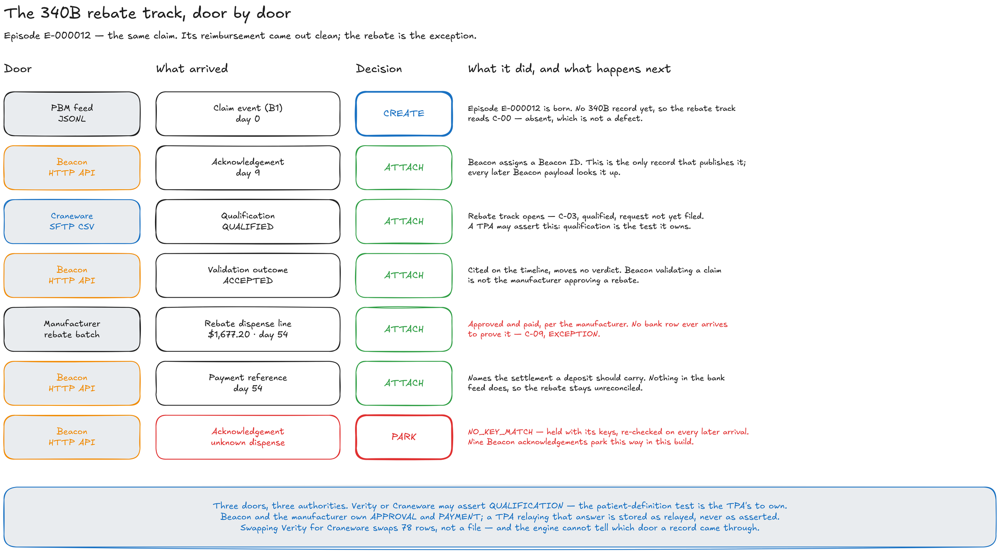 The 340B rebate track, door by door
Episode E-000012 — the same claim. Its reimbursement came out clean; the rebate is the exception.
Door
What arrived
Decision
What it did, and what happens next
PBM feed
JSONL
Claim event (B1)
day 0
CREATE
Episode E-000012 is born. No 340B record yet, so the rebate track
reads C-00 — absent, which is not a defect.
Beacon
HTTP API
Acknowledgement
day 9
ATTACH
Beacon assigns a Beacon ID. This is the only record that publishes it;
every later Beacon payload looks it up.
Craneware
SFTP CSV
Qualification
QUALIFIED
ATTACH
Rebate track opens — C-03, qualified, request not yet filed.
A TPA may assert this: qualification is the test it owns.
Beacon
HTTP API
Validation outcome
ACCEPTED
ATTACH
Cited on the timeline, moves no verdict. Beacon validating a claim
is not the manufacturer approving a rebate.
Manufacturer
rebate batch
Rebate dispense line
$1,677.20 · day 54
ATTACH
Approved and paid, per the manufacturer. No bank row ever arrives
to prove it — C-09, EXCEPTION.
Beacon
HTTP API
Payment reference
day 54
ATTACH
Names the settlement a deposit should carry. Nothing in the bank
feed does, so the rebate stays unreconciled.
Beacon
HTTP API
Acknowledgement
unknown dispense
PARK
NO_KEY_MATCH — held with its keys, re-checked on every later arrival.
Nine Beacon acknowledgements park this way in this build.
Three doors, three authorities. Verity or Craneware may assert QUALIFICATION — the patient-definition test is the TPA's to own.
Beacon and the manufacturer own APPROVAL and PAYMENT; a TPA relaying that answer is stored as relayed, never as asserted.
Swapping Verity for Craneware swaps 78 rows, not a file — and the engine cannot tell which door a record came through.